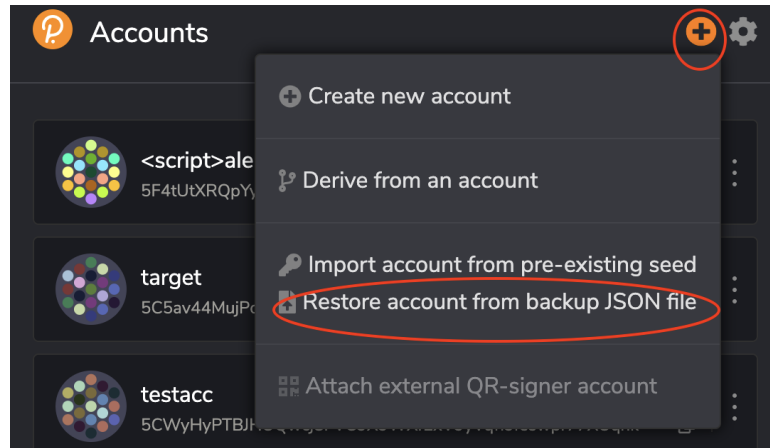 Accounts
Create new account
<script>ale
5F4tUtXRQpYy
Derive from an account
target
5C5av44MujPc
Import account from pre-existing seed
Restore account from backup JSON file
testacc
Attach external QR-signer account